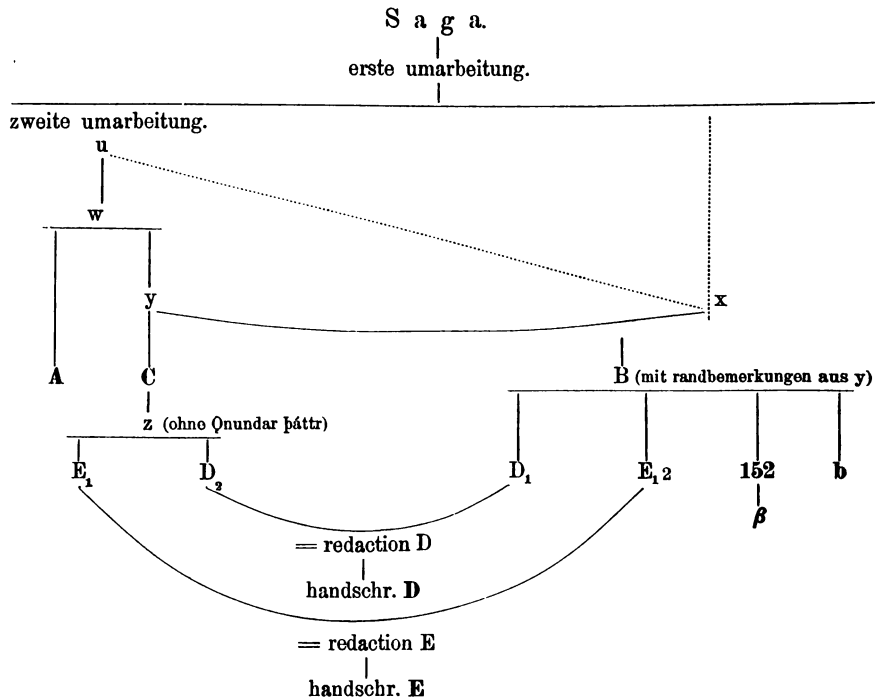 Saga.
erste umarbeitung.
zweite umarbeitung.
u
w
y
x
A C B (mit randbemerkungen aus y)
z (ohne Ǫnundar þáttr)
E₁ D₂ D₁ E₁,2 152 b
β
= redaction D
handschr. D
= redaction E
handschr. E